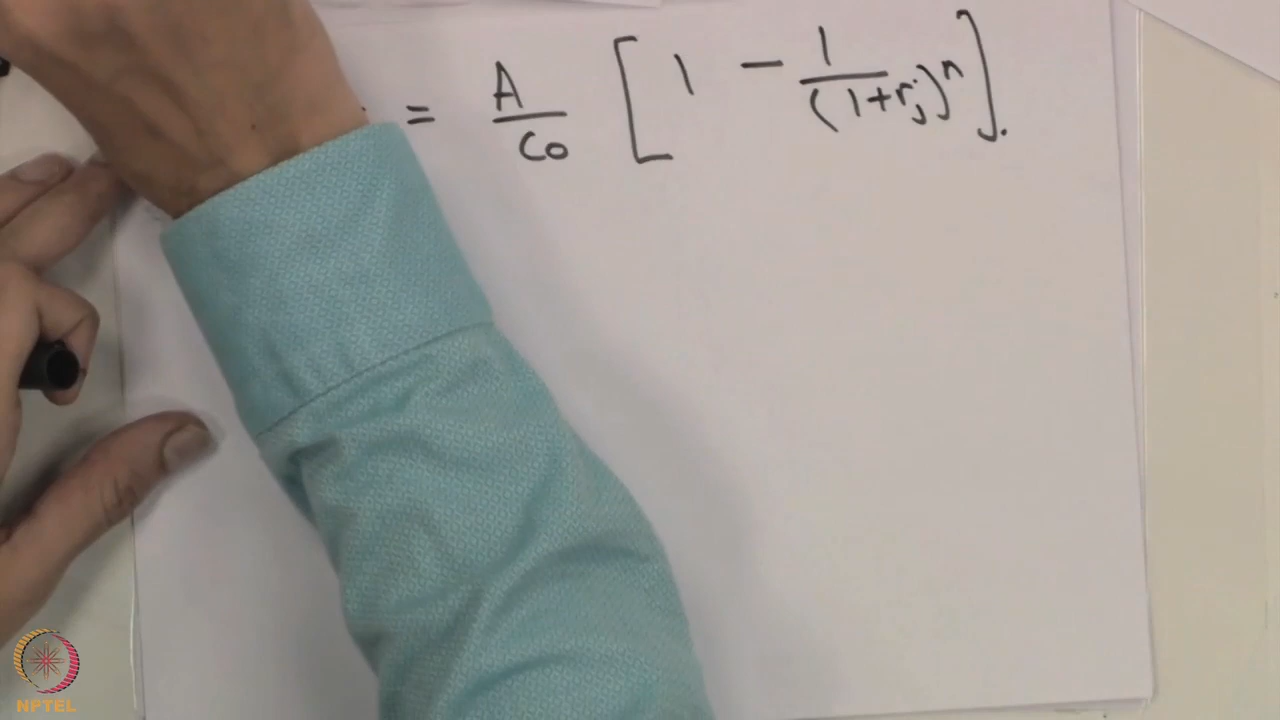 = A/C0 [1 - 1/(1+rj)^n].
NPTEL